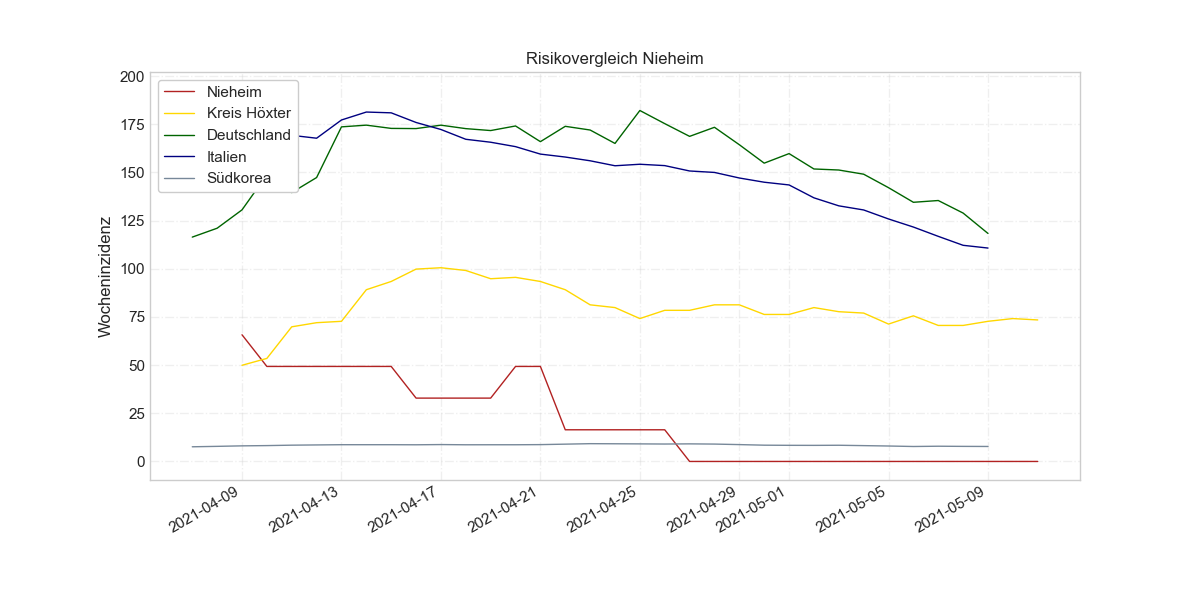 Risikovergleich Nieheim
Wocheninzidenz
200
175
150
125
100
75
50
25
0
Nieheim
Kreis Höxter
Deutschland
Italien
Südkorea
2021-04-09
2021-04-13
2021-04-17
2021-04-21
2021-04-25
2021-04-29
2021-05-01
2021-05-05
2021-05-09